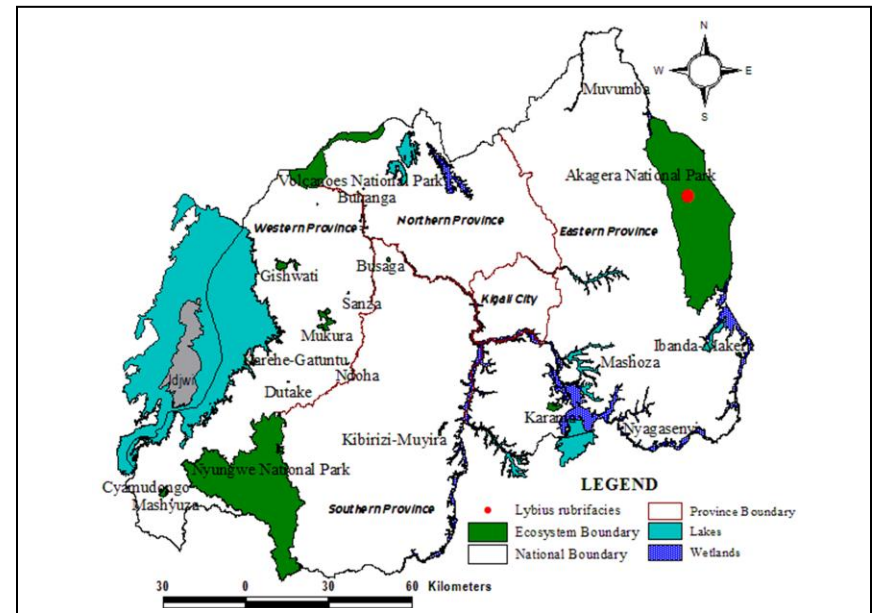 N
W
E
S
Muvumba
Akagera National Park
Volcanoes National Park
Buhanga
Northern Province
Western Province
Eastern Province
Busaga
Gishwati
Sanza
Kigali City
Mukura
Ibanda-Make
Karehe-Gatuntu
Mashoza
Ndoha
Idjwi
Dutake
Karama
Nyagasenyi
Kibirizi-Muyira
Nyungwe National Park
Cyamudongo
Mashyuza
Southern Province
LEGEND
Lybius rubrifacies
Province Boundary
Ecosystem Boundary
Lakes
National Boundary
Wetlands
30 0 30 60 Kilometers